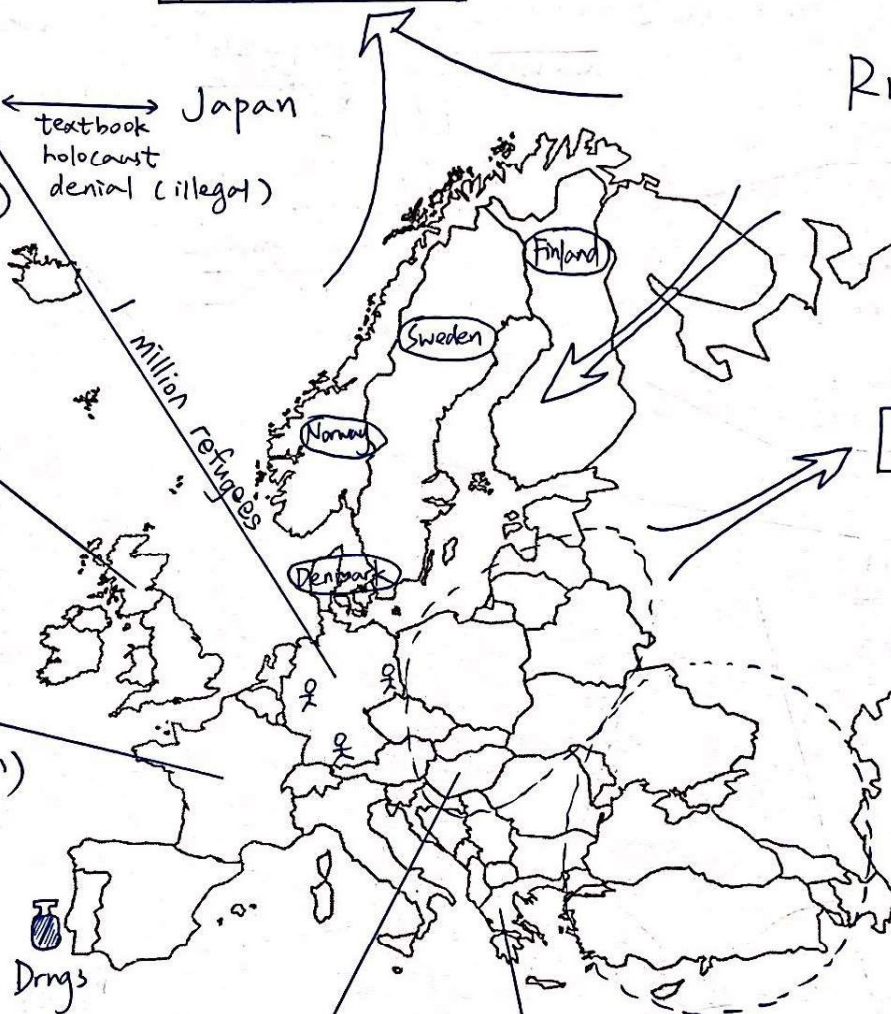 Japan
textbook
holocaust
denial (illegal)
1 million refugees
Finland
Sweden
Norway
Denmark
Drugs